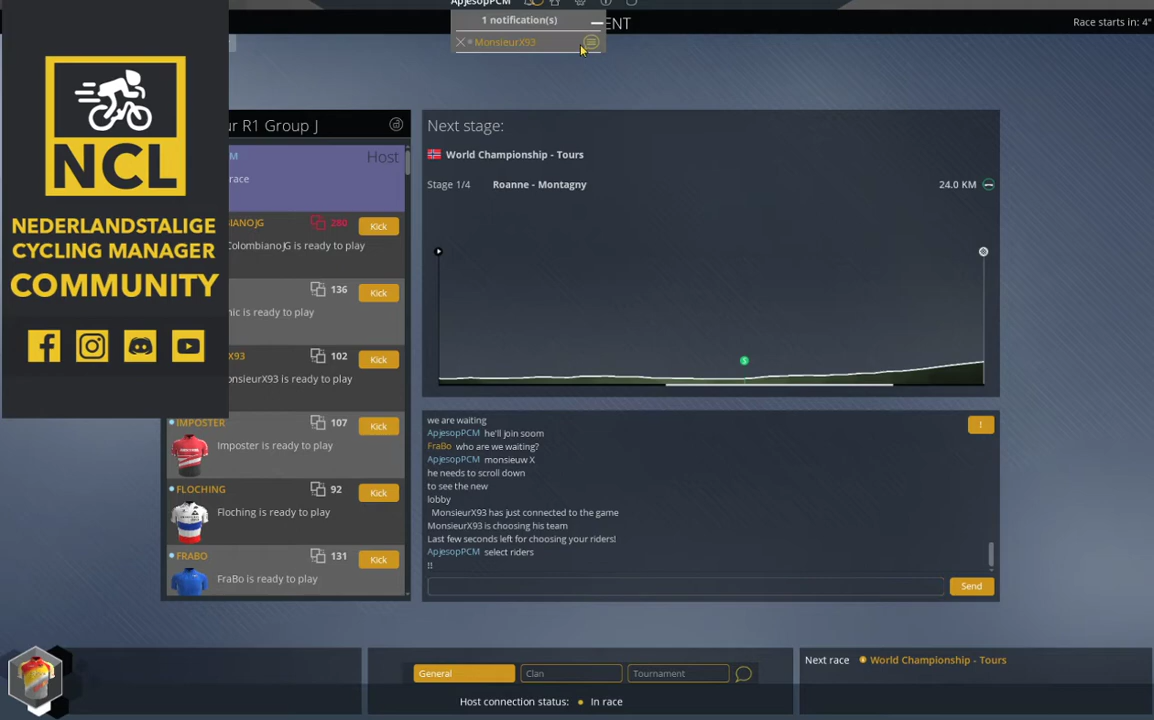 ApjesopPCM
1 notification(s)
MonsieurX93
ENT
Race starts in: 4"
NCL
NEDERLANDSTALIGE
CYCLING MANAGER
COMMUNITY
ur R1 Group J
M
Host
race
BIANOJG
280
Kick
ColombianoJG is ready to play
136
Kick
nic is ready to play
X93
102
Kick
onsieurX93 is ready to play
IMPOSTER
107
Kick
Imposter is ready to play
FLOCHING
92
Kick
Floching is ready to play
FRABO
131
Kick
FraBo is ready to play
Next stage:
World Championship - Tours
Stage 1/4
Roanne - Montagny
24.0 KM
S
we are waiting
ApjesopPCM he'll join soom
FraBo who are we waiting?
ApjesopPCM monsieuw X
he needs to scroll down
to see the new
lobby
MonsieurX93 has just connected to the game
MonsieurX93 is choosing his team
Last few seconds left for choosing your riders!
ApjesopPCM select riders
!!
!
Send
General
Clan
Tournament
Host connection status:
In race
Next race
World Championship - Tours